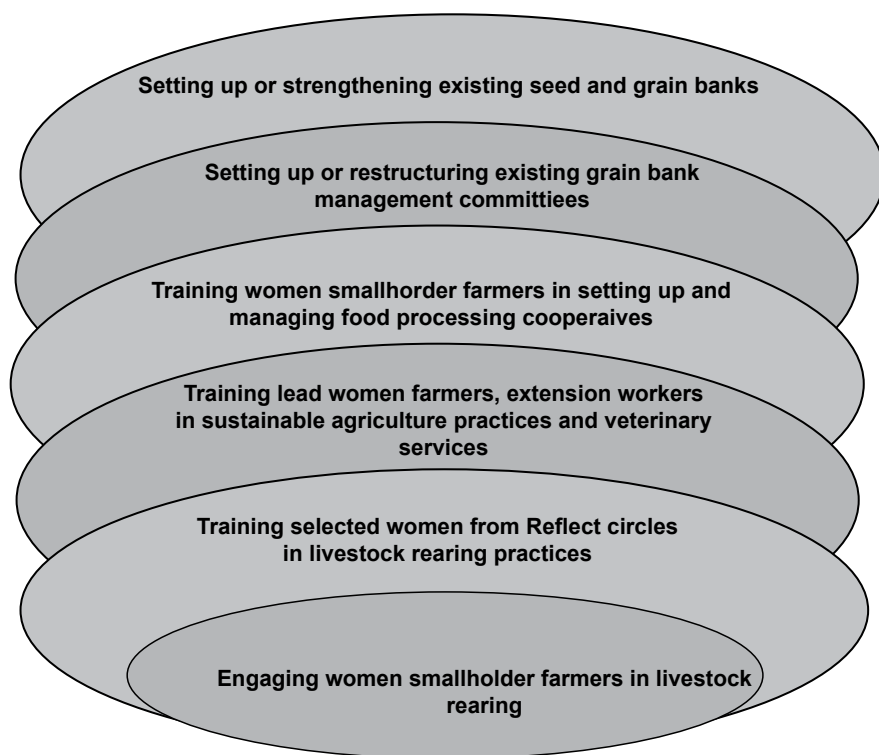 Setting up or strengthening existing seed and grain banks
Setting up or restructuring existing grain bank
management committiees
Training women smallhorder farmers in setting up and
managing food processing cooperaives
Training lead women farmers, extension workers
in sustainable agriculture practices and veterinary
services
Training selected women from Reflect circles
in livestock rearing practices
Engaging women smallholder farmers in livestock
rearing